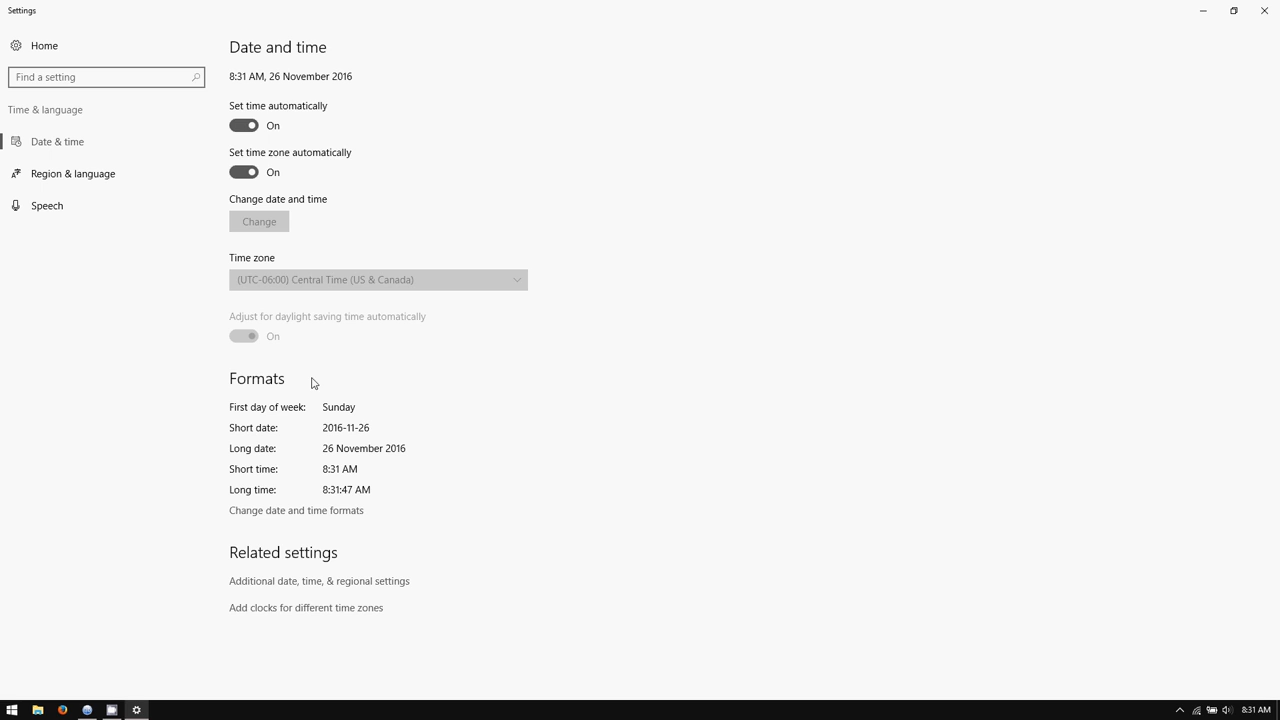 Settings
Home
Find a setting
Time & language
Date & time
Region & language
Speech
Date and time
8:31 AM, 26 November 2016
Set time automatically
On
Set time zone automatically
On
Change date and time
Change
Time zone
(UTC-06:00) Central Time (US & Canada)
Adjust for daylight saving time automatically
On
Formats
First day of week: Sunday
Short date: 2016-11-26
Long date: 26 November 2016
Short time: 8:31 AM
Long time: 8:31:47 AM
Change date and time formats
Related settings
Additional date, time, & regional settings
Add clocks for different time zones
8:31 AM